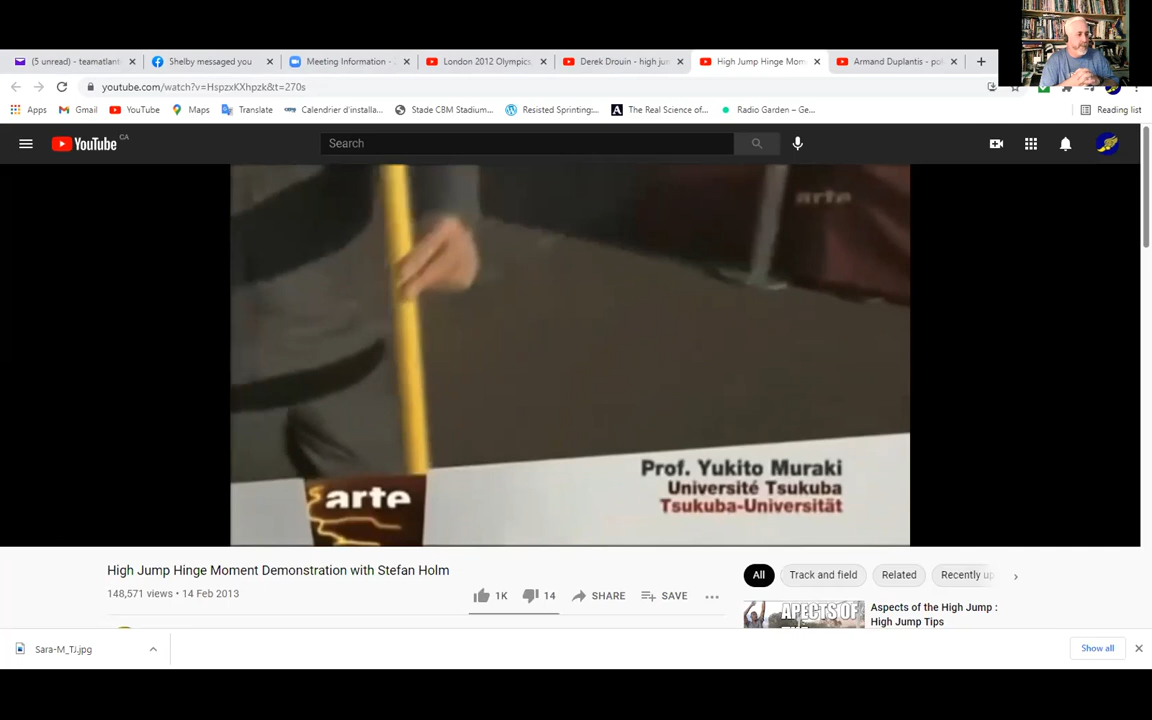 (5 unread) - teamatlant
Shelby messaged you
Meeting Information -
London 2012 Olympics
Derek Drouin - high jun
High Jump Hinge Mom
Armand Duplantis - pol
youtube.com/watch?v=HspzxKXhpzk&t=270s
Apps
Gmail
YouTube
Maps
Translate
Calendrier d'installa...
Stade CBM Stadium...
Resisted Sprinting:...
The Real Science of...
Radio Garden – Ge...
Reading list
YouTube CA
Search
arte
Prof. Yukito Muraki
Université Tsukuba
Tsukuba-Universität
arte
High Jump Hinge Moment Demonstration with Stefan Holm
148,571 views • 14 Feb 2013
1K
14
SHARE
SAVE
All
Track and field
Related
Recently up
APECTS OF
Aspects of the High Jump :
High Jump Tips
Sara-M_TJ.jpg
Show all